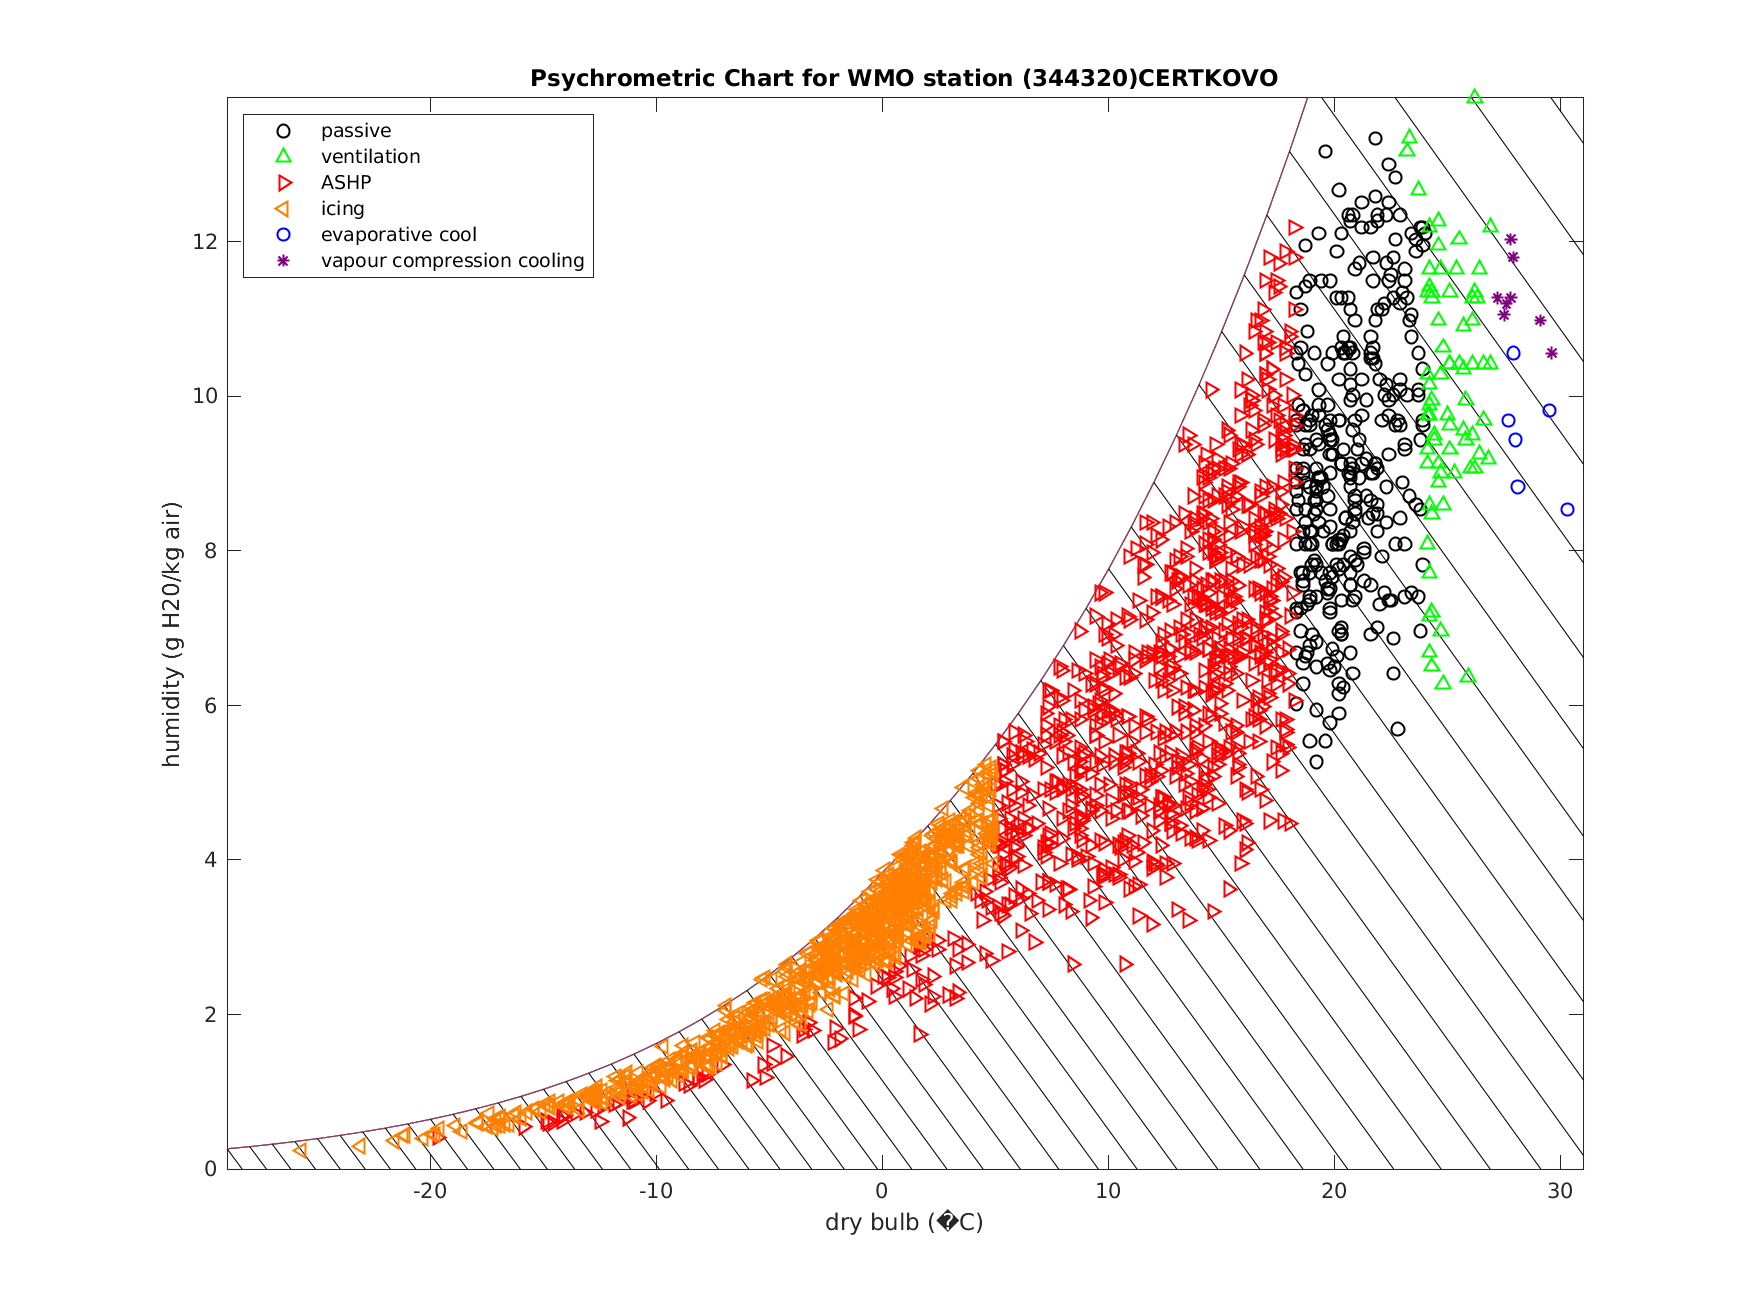 Psychrometric Chart for WMO station (344320)CERTKOVO
passive
ventilation
ASHP
icing
evaporative cool
vapour compression cooling
humidity (g H20/kg air)
12
10
8
6
4
2
0
-20
-10
0
10
20
30
dry bulb (�C)